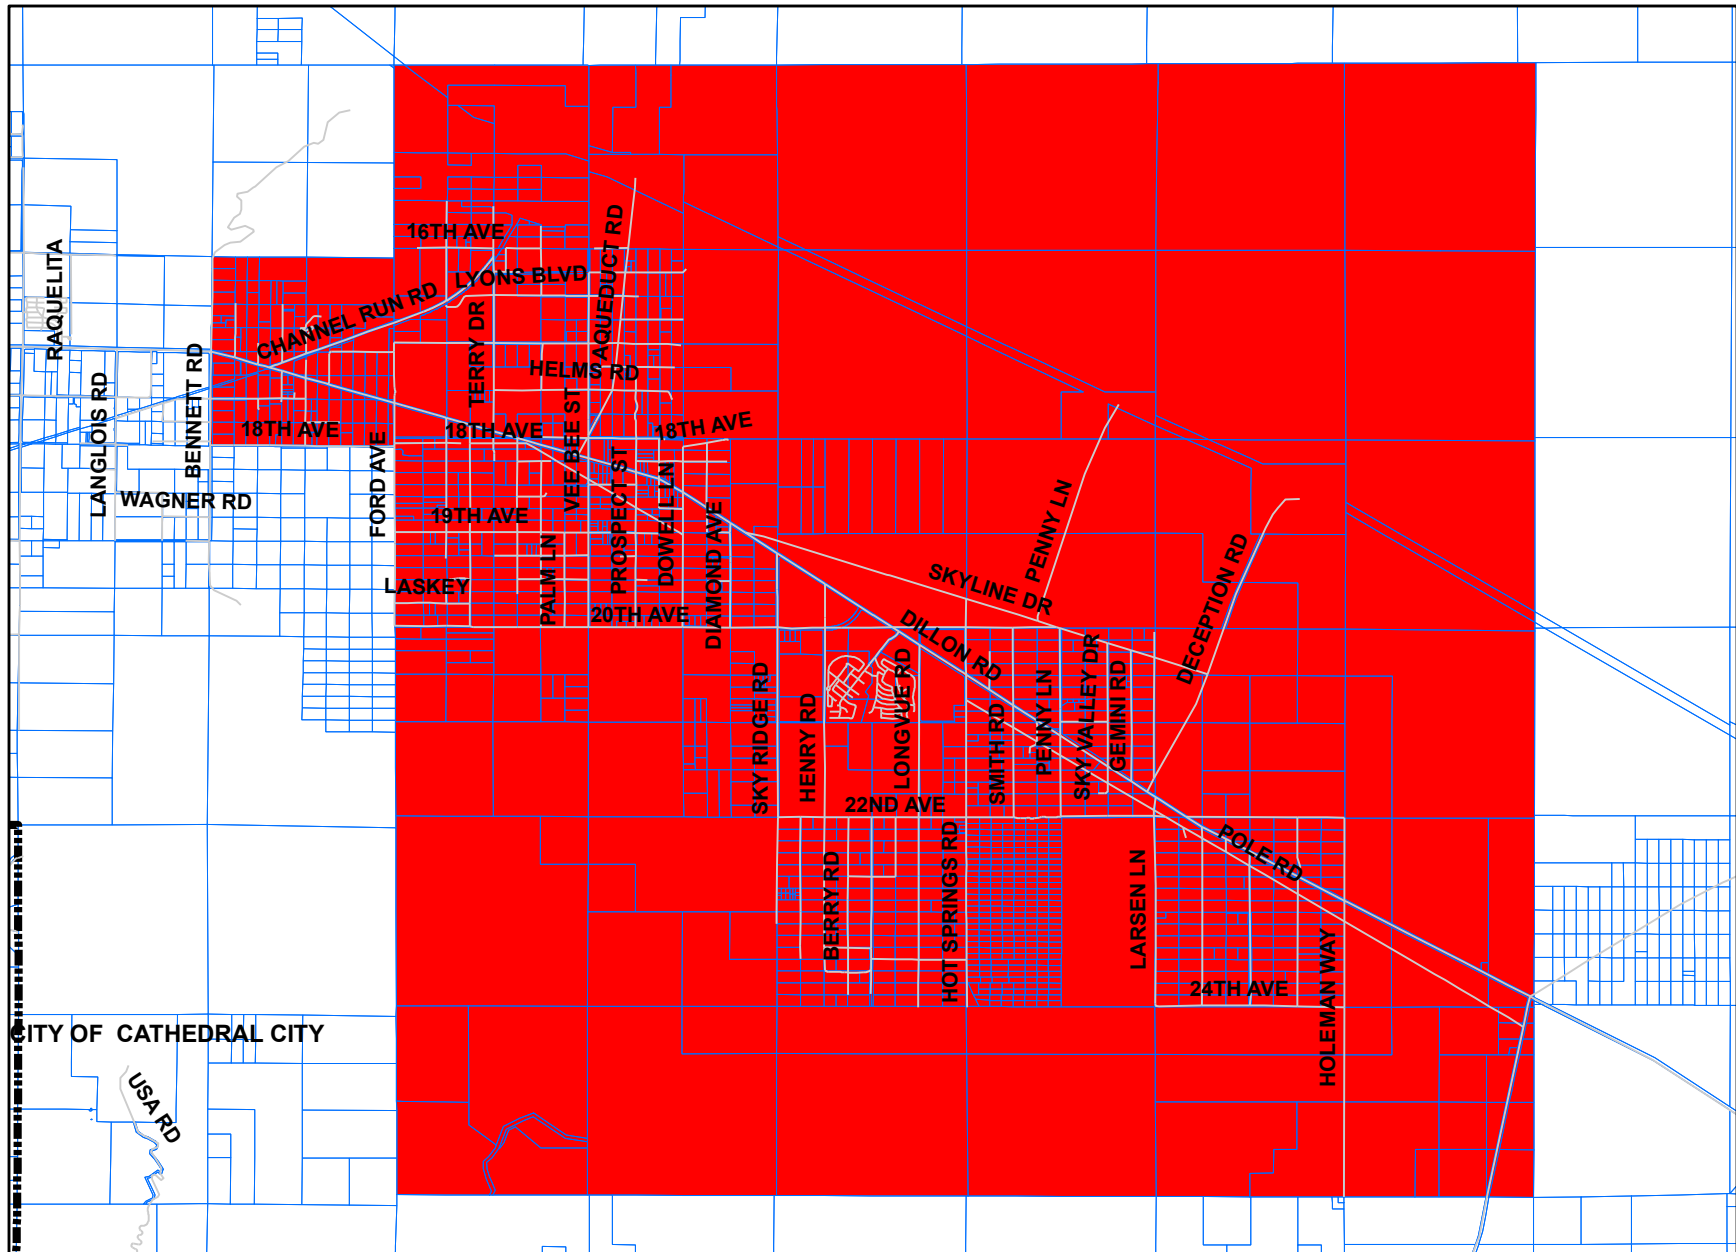 16TH AVE
RAQUELITA
AQUEDUCT RD
LYONS BLVD
CHANNEL RUN RD
TERRY DR
HELMS RD
BENNETT RD
LANGLOIS RD
18TH AVE
18TH AVE
18TH AVE
VEE BEE ST
FORD AVE
WAGNER RD
PROSPECT ST
DOWELL LN
19TH AVE
DIAMOND AVE
PENNY LN
PALM LN
DECEPTION RD
LASKEY
SKYLINE DR
20TH AVE
DILLON RD
SKY RIDGE RD
HENRY RD
LONGVUE RD
SMITH RD
PENNY LN
SKY VALLEY DR
GEMINI RD
22ND AVE
POLE RD
BERRY RD
HOT SPRINGS RD
LARSEN LN
24TH AVE
HOLEMAN WAY
CITY OF CATHEDRAL CITY
USA RD